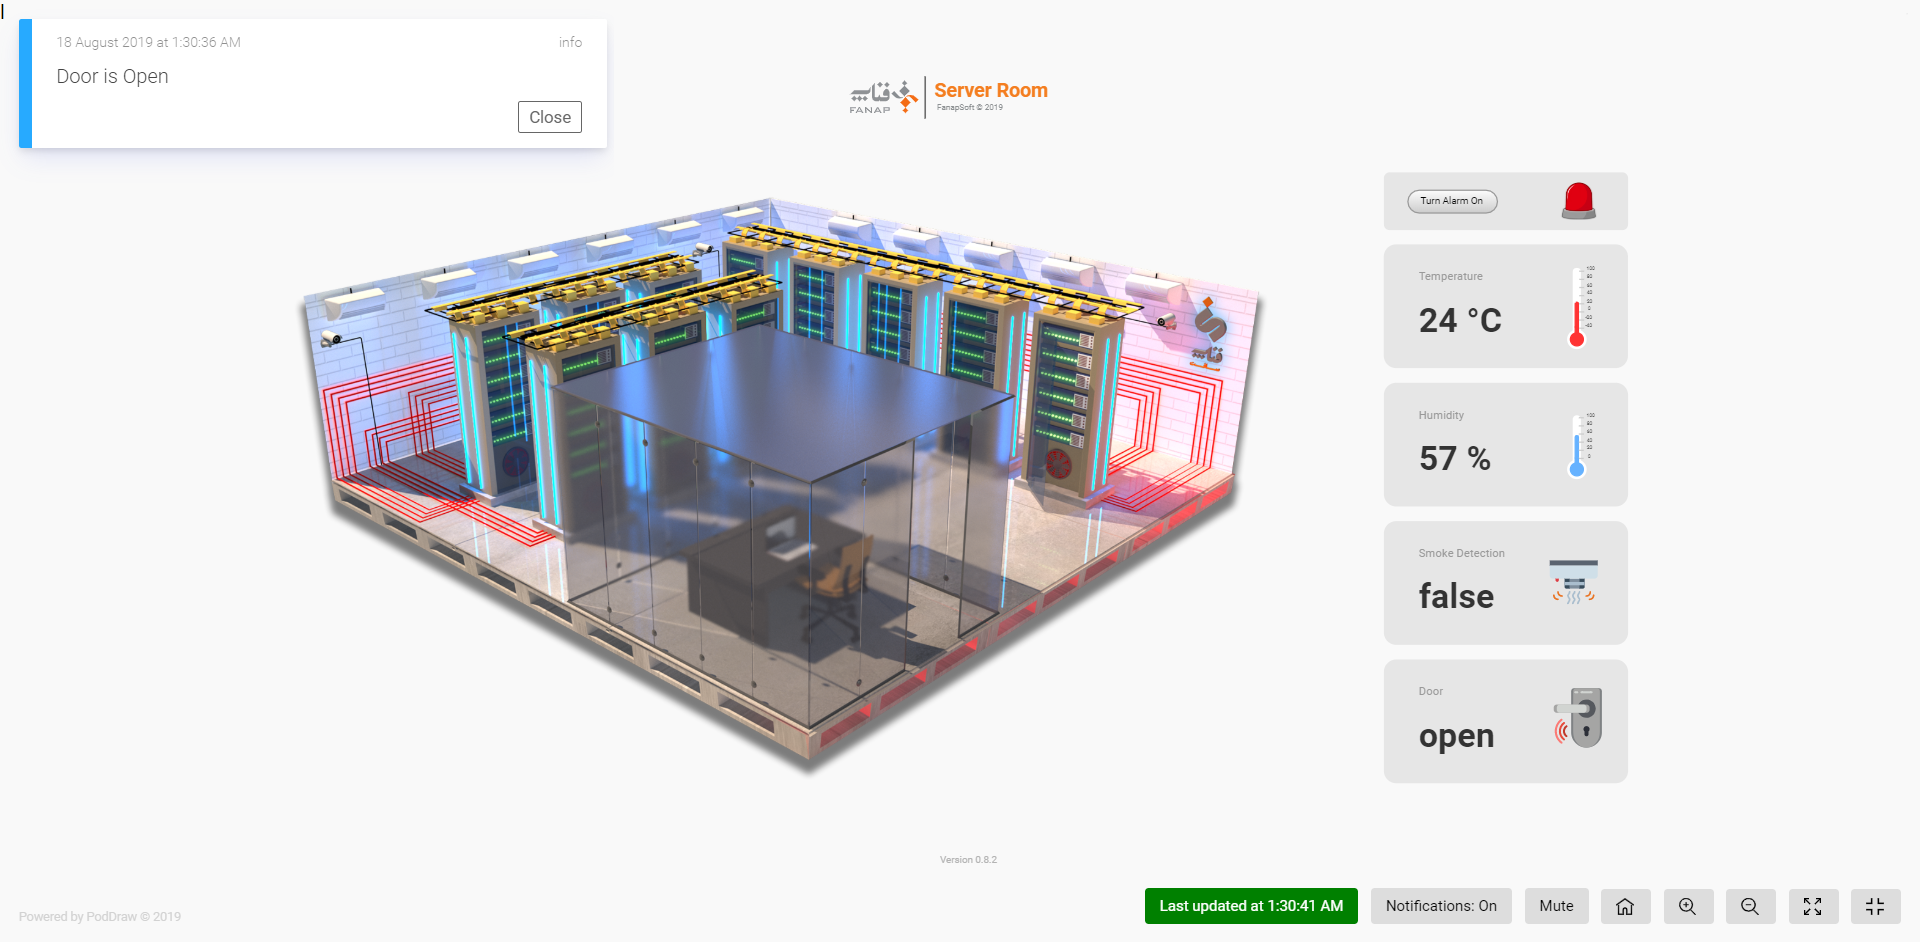 18 August 2019 at 1:30:36 AM
info
Door is Open
Close
فناپ
FANAP
Server Room
FanapSoft © 2019
Turn Alarm On
Temperature
24 °C
Humidity
57 %
Smoke Detection
false
Door
open
فناپ
Version 0.8.2
Powered by PodDraw © 2019
Last updated at 1:30:41 AM
Notifications: On
Mute